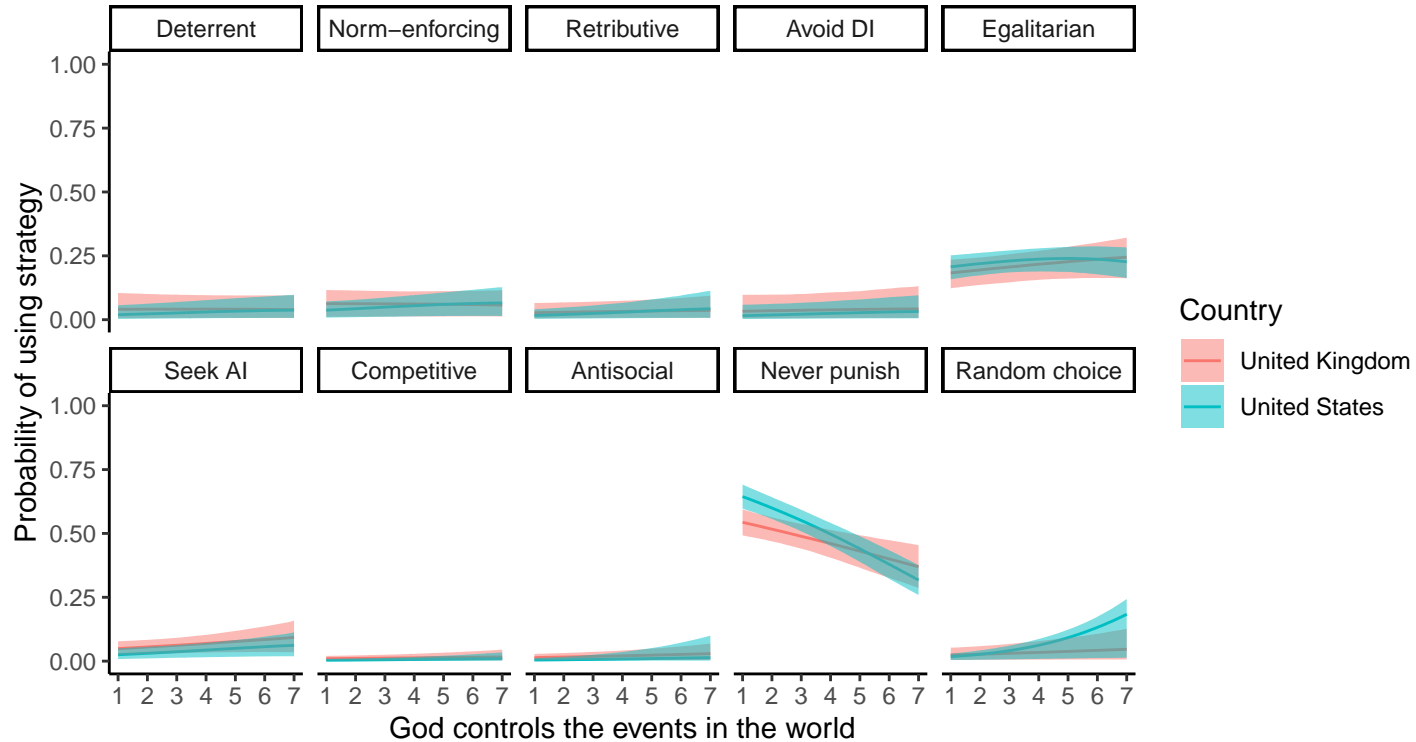 Deterrent Norm−enforcing Retributive Avoid DI Egalitarian
1.00
0.75
0.50
0.25
0.00
Seek AI Competitive Antisocial Never punish Random choice
1.00
0.75
0.50
0.25
0.00
1 2 3 4 5 6 7 1 2 3 4 5 6 7 1 2 3 4 5 6 7 1 2 3 4 5 6 7 1 2 3 4 5 6 7
God controls the events in the world
Probability of using strategy
Country
United Kingdom
United States